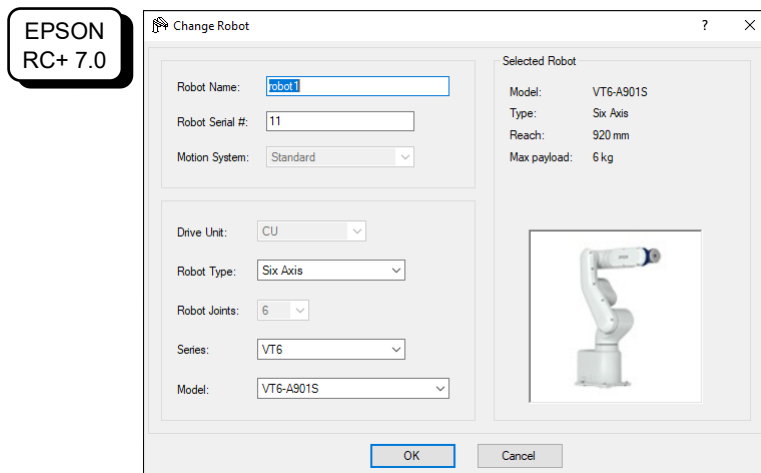 EPSON
RC+ 7.0
Change Robot
Robot Name: robot1
Robot Serial #: 11
Motion System: Standard
Drive Unit: CU
Robot Type: Six Axis
Robot Joints: 6
Series: VT6
Model: VT6-A901S
Selected Robot
Model: VT6-A901S
Type: Six Axis
Reach: 920 mm
Max payload: 6 kg
OK Cancel